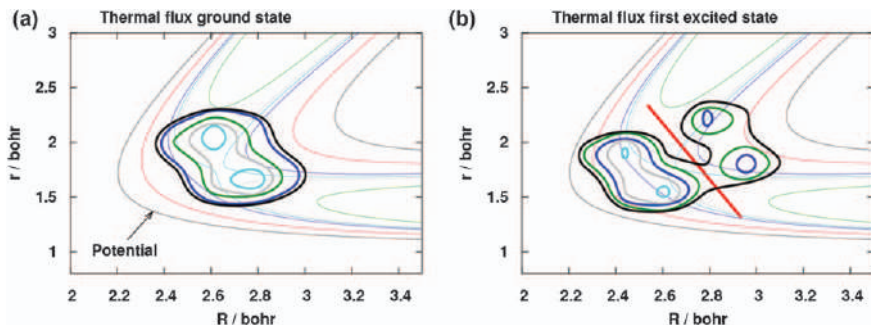 (a) Thermal flux ground state
3
2.5
2
1.5
1
r / bohr
Potential
2 2.2 2.4 2.6 2.8 3 3.2 3.4
R / bohr
(b) Thermal flux first excited state
3
2.5
2
1.5
1
r / bohr
2 2.2 2.4 2.6 2.8 3 3.2 3.4
R / bohr